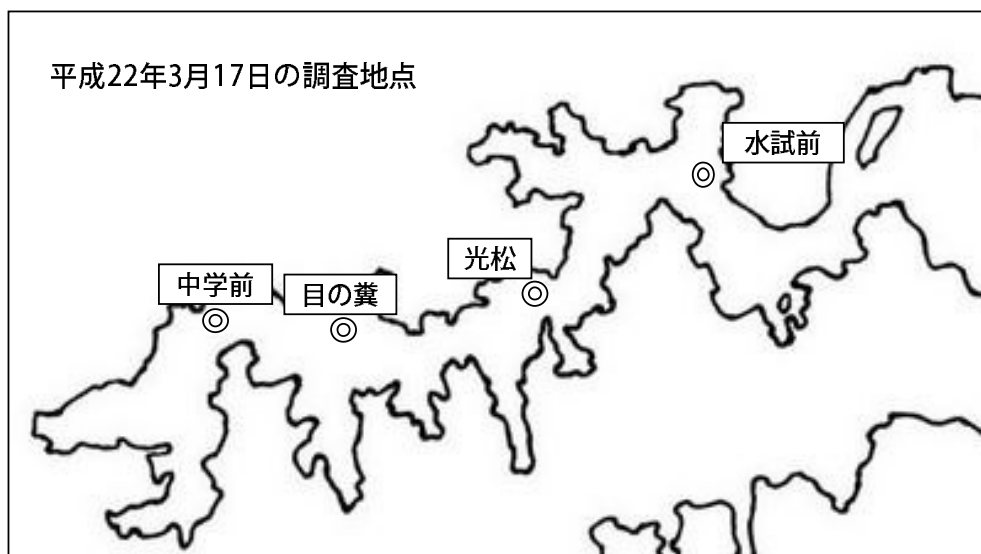 平成22年3月17日の調査地点
水試前
光松
中学前
目の糞